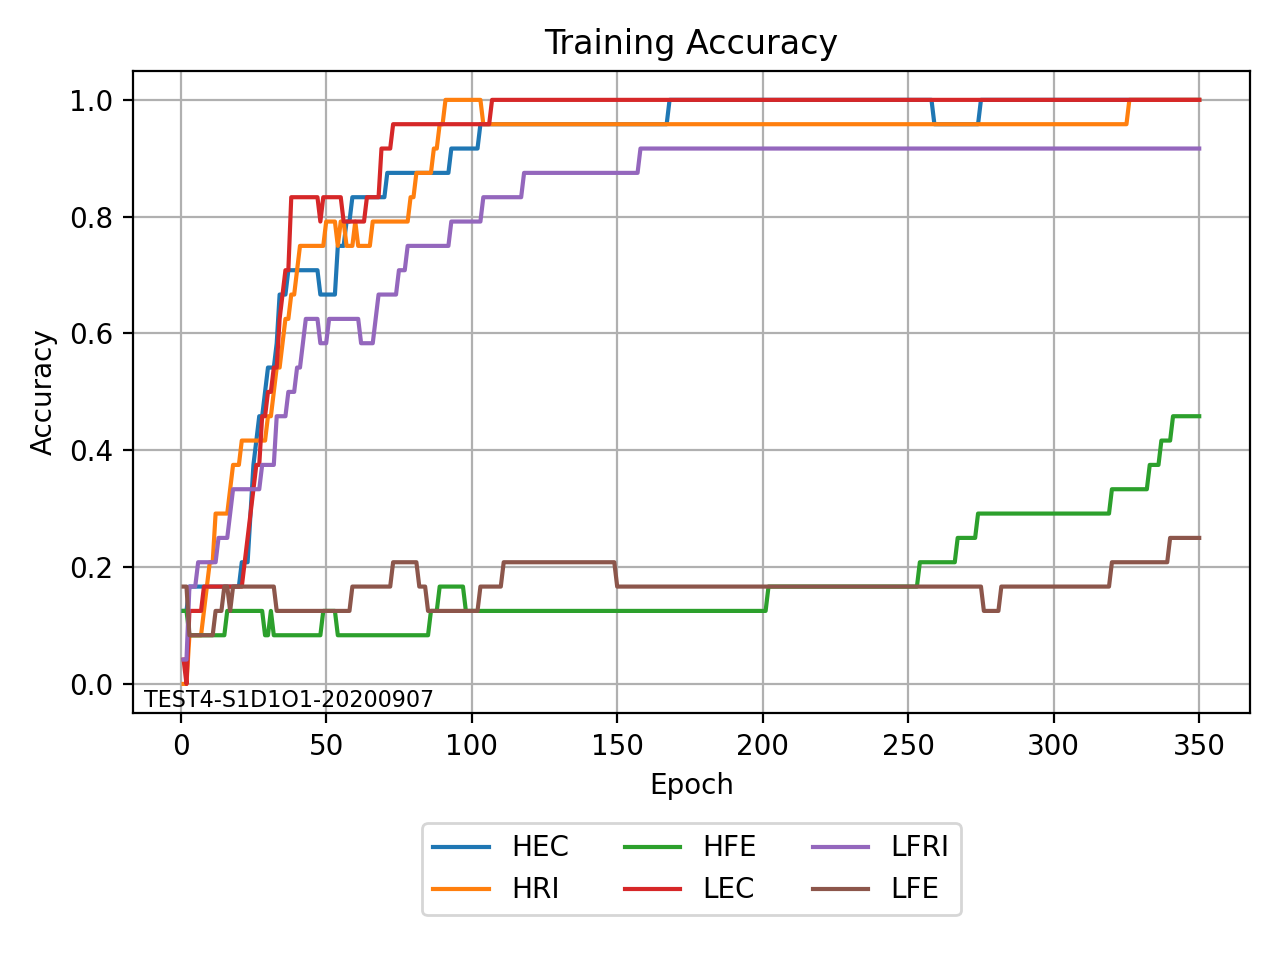 Training Accuracy
1.0
0.8
0.6
0.4
0.2
0.0
Accuracy
TEST4-S1D1O1-20200907
0 50 100 150 200 250 300 350
Epoch
HEC HFE LFRI
HRI LEC LFE